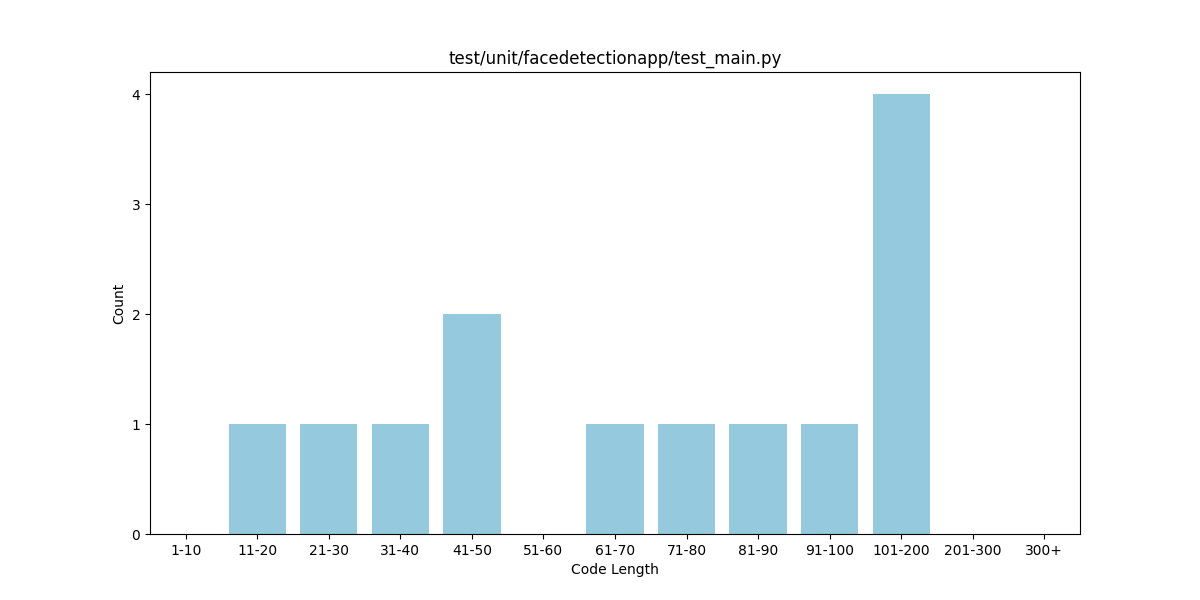 test/unit/facedetectionapp/test_main.py
4
3
2
1
0
Count
1-10 11-20 21-30 31-40 41-50 51-60 61-70 71-80 81-90 91-100 101-200 201-300 300+
Code Length